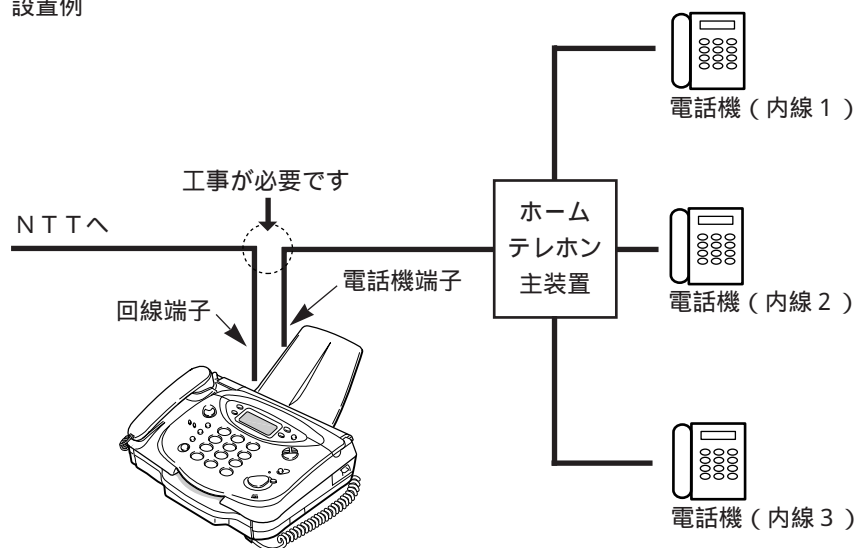 設置例
電話機（内線１）
工事が必要です
ＮＴＴへ
ホーム
テレホン
主装置
電話機端子
回線端子
電話機（内線２）
電話機（内線３）